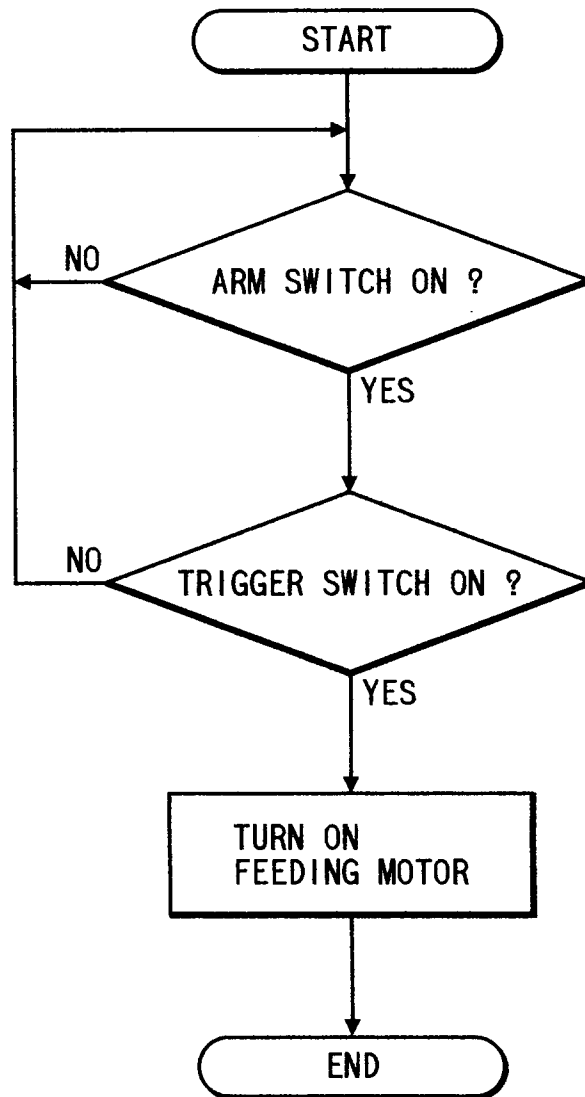 START
NO
ARM SWITCH ON ?
YES
NO
TRIGGER SWITCH ON ?
YES
TURN ON
FEEDING MOTOR
END